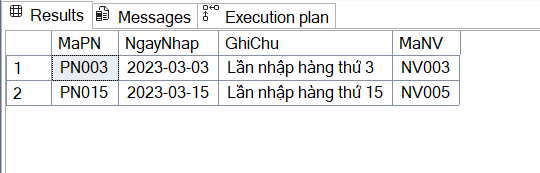 Results Messages Execution plan
MaPN NgayNhap GhiChu MaNV
1 PN003 2023-03-03 Lần nhập hàng thứ 3 NV003
2 PN015 2023-03-15 Lần nhập hàng thứ 15 NV005